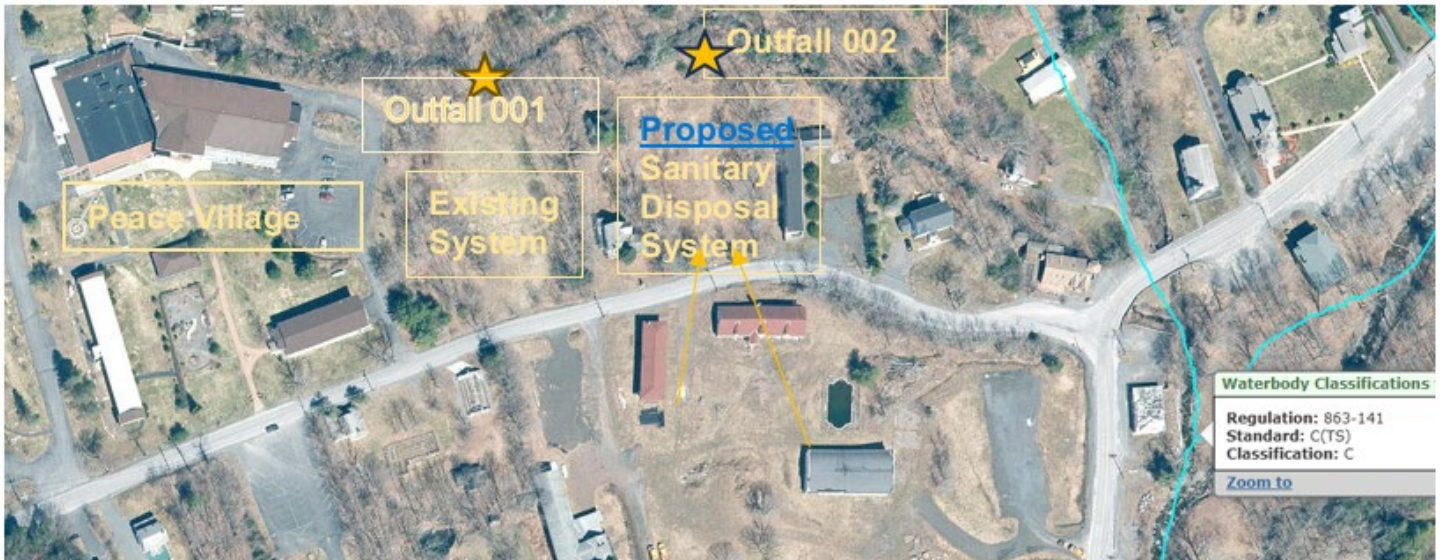 Outfall 002
Outfall 001
Proposed
Sanitary
Disposal
System
Existing
System
Peace Village
Waterbody Classifications
Regulation: 863-141
Standard: C(TS)
Classification: C
Zoom to